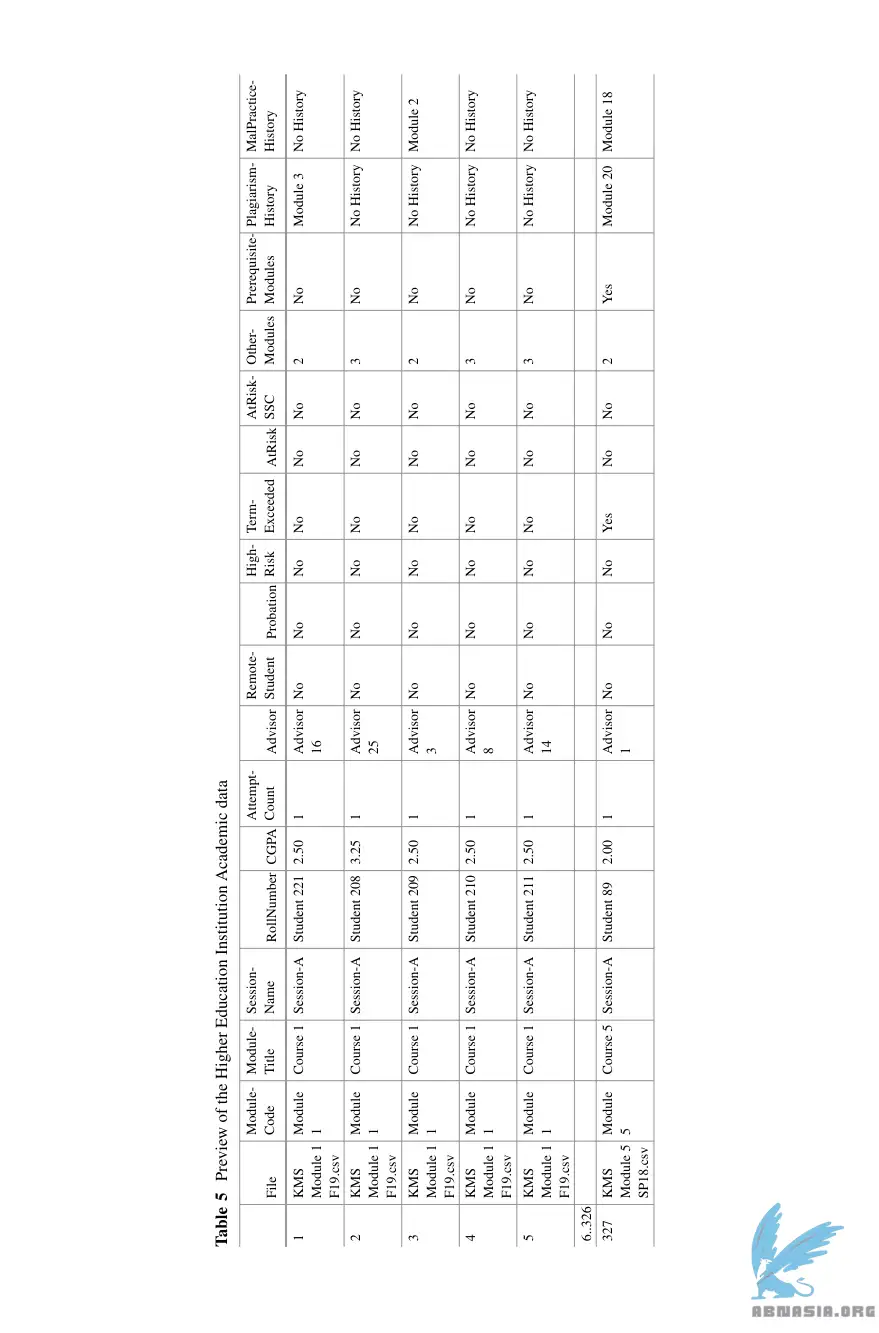 Table 5 Preview of the Higher Education Institution Academic data
File Module- Code Module- Title Session- Name RollNumber CGPA Attempt- Count Advisor Remote- Student Probation High- Risk Term- Exceeded AtRisk AtRisk- SSC Other- Modules Prerequisite- Modules Plagiarism- History MalPractice- History
1 KMS Module Course 1 Session-A Student 221 2.50 1 Advisor No No No No No No 2 No Module 3 No History
Module 1 1 16
F19.csv
2 KMS Module Course 1 Session-A Student 208 3.25 1 Advisor No No No No No No 3 No No History No History
Module 1 1 25
F19.csv
3 KMS Module Course 1 Session-A Student 209 2.50 1 Advisor No No No No No No 2 No No History Module 2
Module 1 1 3
F19.csv
4 KMS Module Course 1 Session-A Student 210 2.50 1 Advisor No No No No No No 3 No No History No History
Module 1 1 8
F19.csv
5 KMS Module Course 1 Session-A Student 211 2.50 1 Advisor No No No No No No 3 No No History No History
Module 1 1 14
F19.csv
6..326
327 KMS Module Course 5 Session-A Student 89 2.00 1 Advisor No No No Yes No No 2 Yes Module 20 Module 18
Module 5 5 1
SP18.csv
ABNASIA.ORG